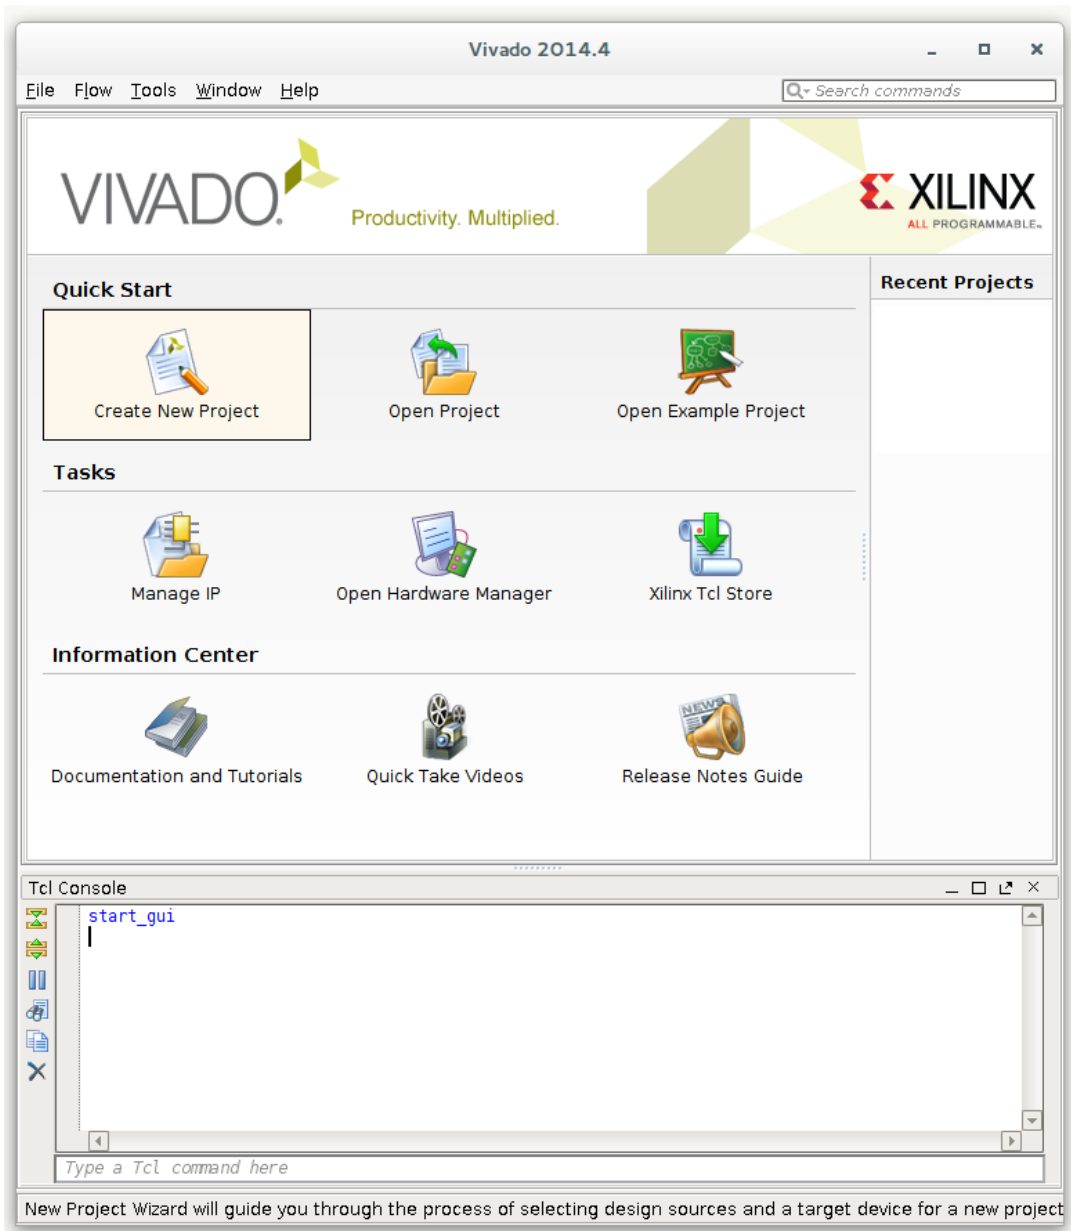 Vivado 2014.4
File Flow Tools Window Help
Search commands
VIVADO.
Productivity. Multiplied.
XILINX
ALL PROGRAMMABLE™
Quick Start
Recent Projects
Create New Project
Open Project
Open Example Project
Tasks
Manage IP
Open Hardware Manager
Xilinx Tcl Store
Information Center
NEWS
Documentation and Tutorials
Quick Take Videos
Release Notes Guide
Tcl Console
start_gui
Type a Tcl command here
New Project Wizard will guide you through the process of selecting design sources and a target device for a new project